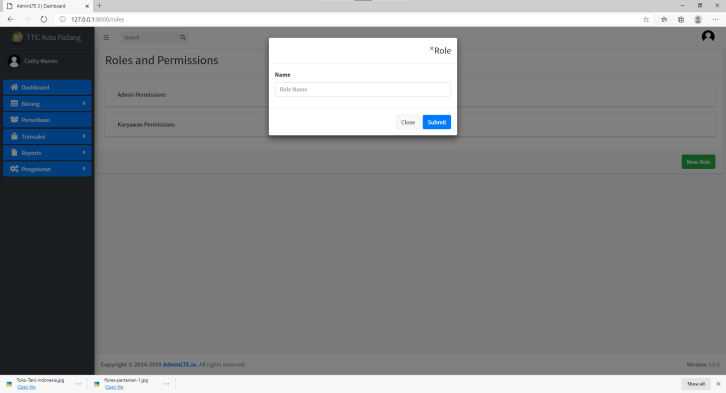 AdminLTE 3 | Dashboard
127.0.0.1:8000/roles
TTIC Kota Padang
Search
Cathy Marvin
Dashboard
Barang
Persediaan
Transaksi
Reports
Pengaturan
Roles and Permissions
Admin Permissions
Karyawan Permissions
New Role
×Role
Name
Role Name
Close
Submit
Copyright © 2014-2019 AdminLTE.io. All rights reserved.
Version 3.0.5
Toko-Tani-Indonesia.jpg
Open file
flores-pertanian-1.jpg
Open file
Show all